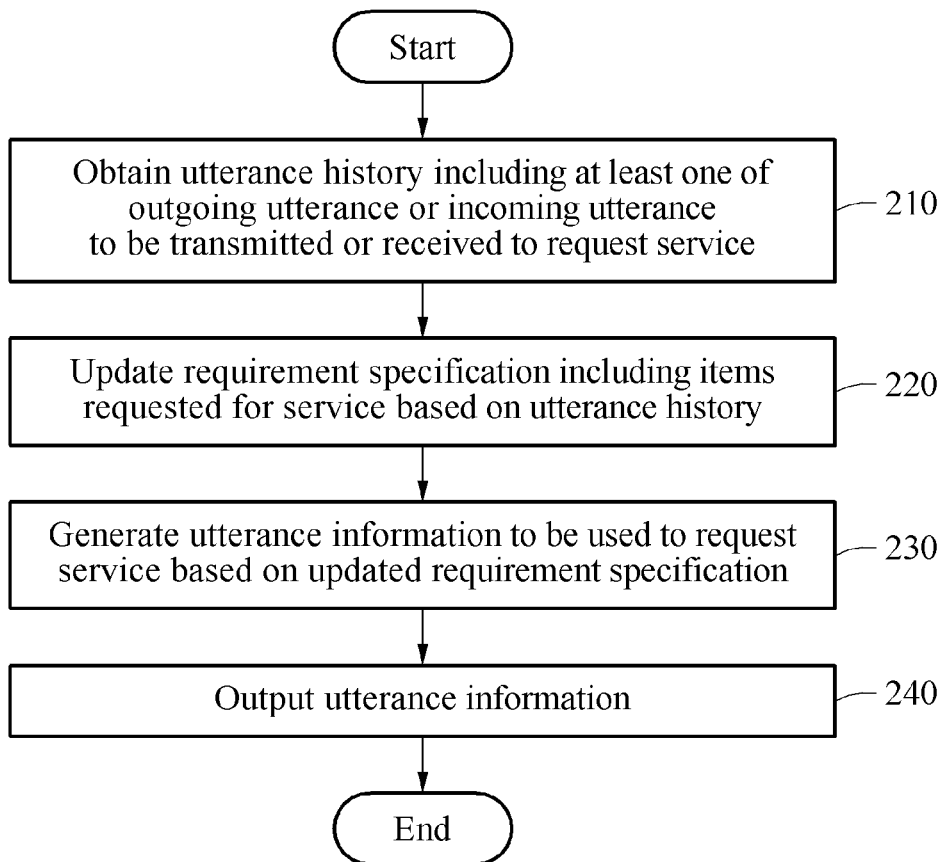 Start
Obtain utterance history including at least one of
outgoing utterance or incoming utterance
to be transmitted or received to request service
210
Update requirement specification including items
requested for service based on utterance history
220
Generate utterance information to be used to request
service based on updated requirement specification
230
Output utterance information
240
End